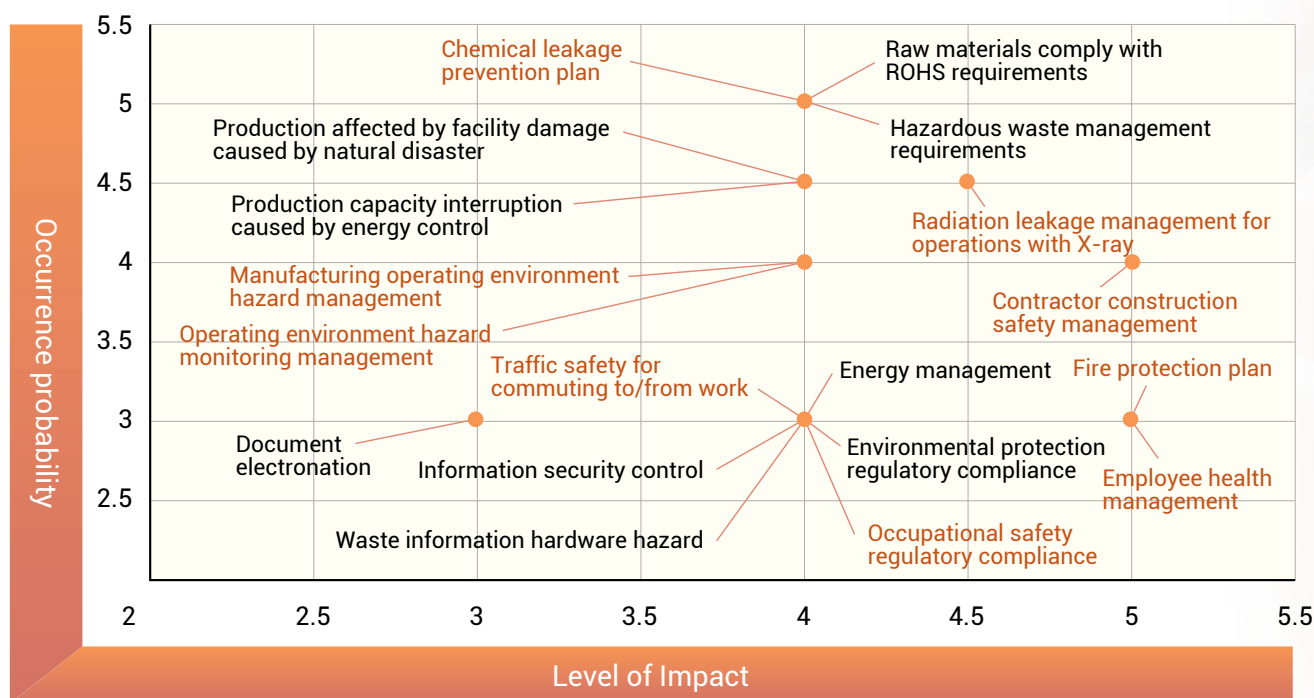 5.5
Chemical leakage
prevention plan
Raw materials comply with
ROHS requirements
5
Production affected by facility damage
caused by natural disaster
Hazardous waste management
requirements
4.5
Production capacity interruption
caused by energy control
Radiation leakage management for
operations with X-ray
4
Manufacturing operating environment
hazard management
Contractor construction
safety management
Operating environment hazard
monitoring management
3.5
Traffic safety for
commuting to/from work
Energy management
Fire protection plan
3
Document
electronation
Information security control
Environmental protection
regulatory compliance
Employee health
management
2.5
Waste information hardware hazard
Occupational safety
regulatory compliance
2
2.5
3
3.5
4
4.5
5
5.5
Occurrence probability
Level of Impact